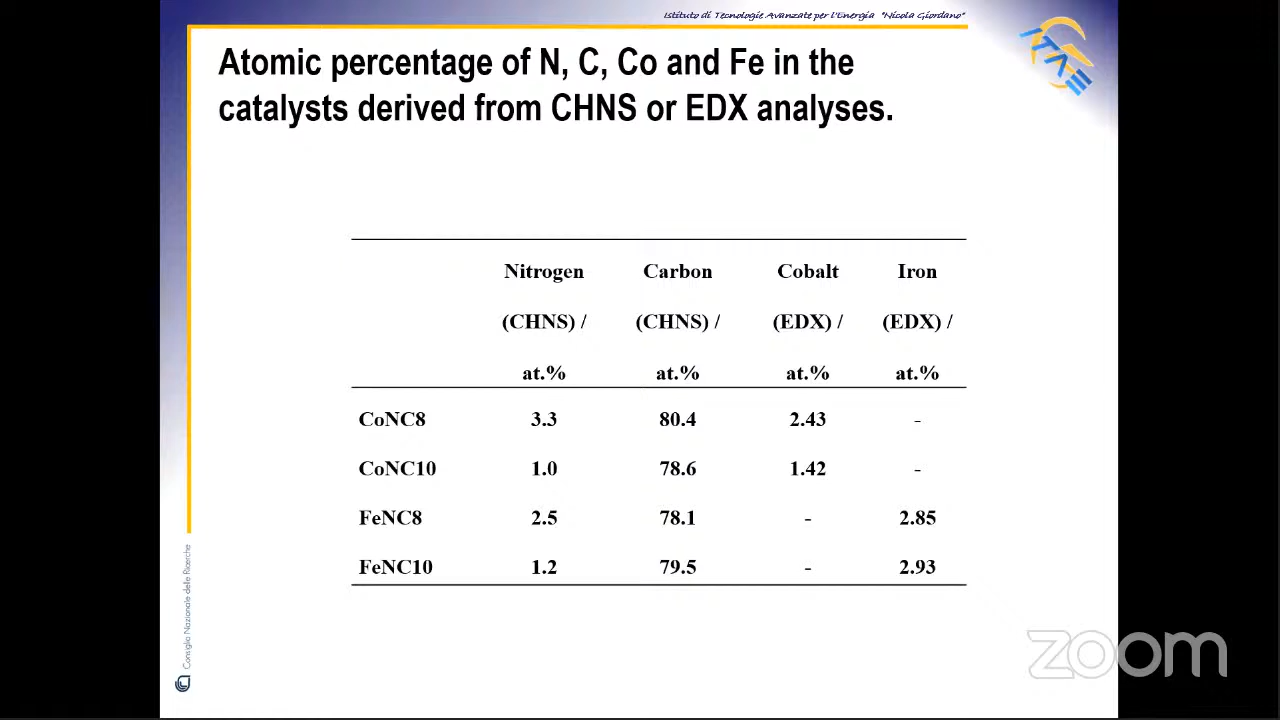 Istituto di Tecnologie Avanzate per l'Energia "Nicola Giordano"
ITAE
Atomic percentage of N, C, Co and Fe in the
catalysts derived from CHNS or EDX analyses.
Nitrogen Carbon Cobalt Iron
(CHNS) / (CHNS) / (EDX) / (EDX) /
at.% at.% at.% at.%
CoNC8 3.3 80.4 2.43 -
CoNC10 1.0 78.6 1.42 -
FeNC8 2.5 78.1 - 2.85
FeNC10 1.2 79.5 - 2.93
Consiglio Nazionale delle Ricerche
zoom